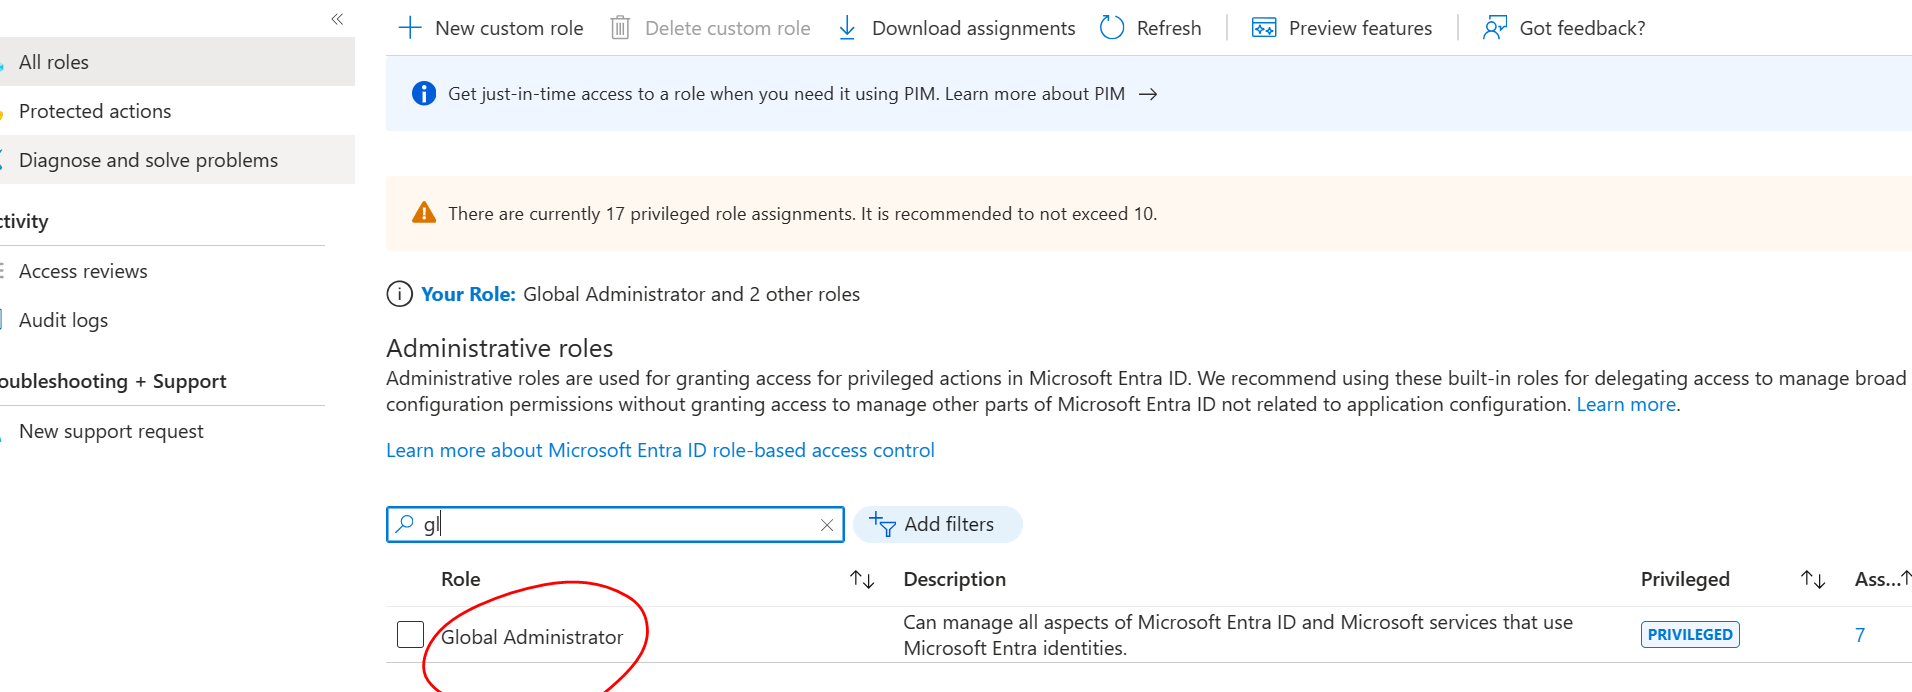 New custom role
Delete custom role
Download assignments
Refresh
Preview features
Got feedback?
All roles
Protected actions
Diagnose and solve problems
ctivity
Access reviews
Audit logs
oubleshooting + Support
New support request
Get just-in-time access to a role when you need it using PIM. Learn more about PIM →
There are currently 17 privileged role assignments. It is recommended to not exceed 10.
Your Role: Global Administrator and 2 other roles
Administrative roles
Administrative roles are used for granting access for privileged actions in Microsoft Entra ID. We recommend using these built-in roles for delegating access to manage broad
configuration permissions without granting access to manage other parts of Microsoft Entra ID not related to application configuration. Learn more.
Learn more about Microsoft Entra ID role-based access control
gl
Add filters
Role
Description
Privileged
Ass...
Global Administrator
Can manage all aspects of Microsoft Entra ID and Microsoft services that use
Microsoft Entra identities.
PRIVILEGED
7